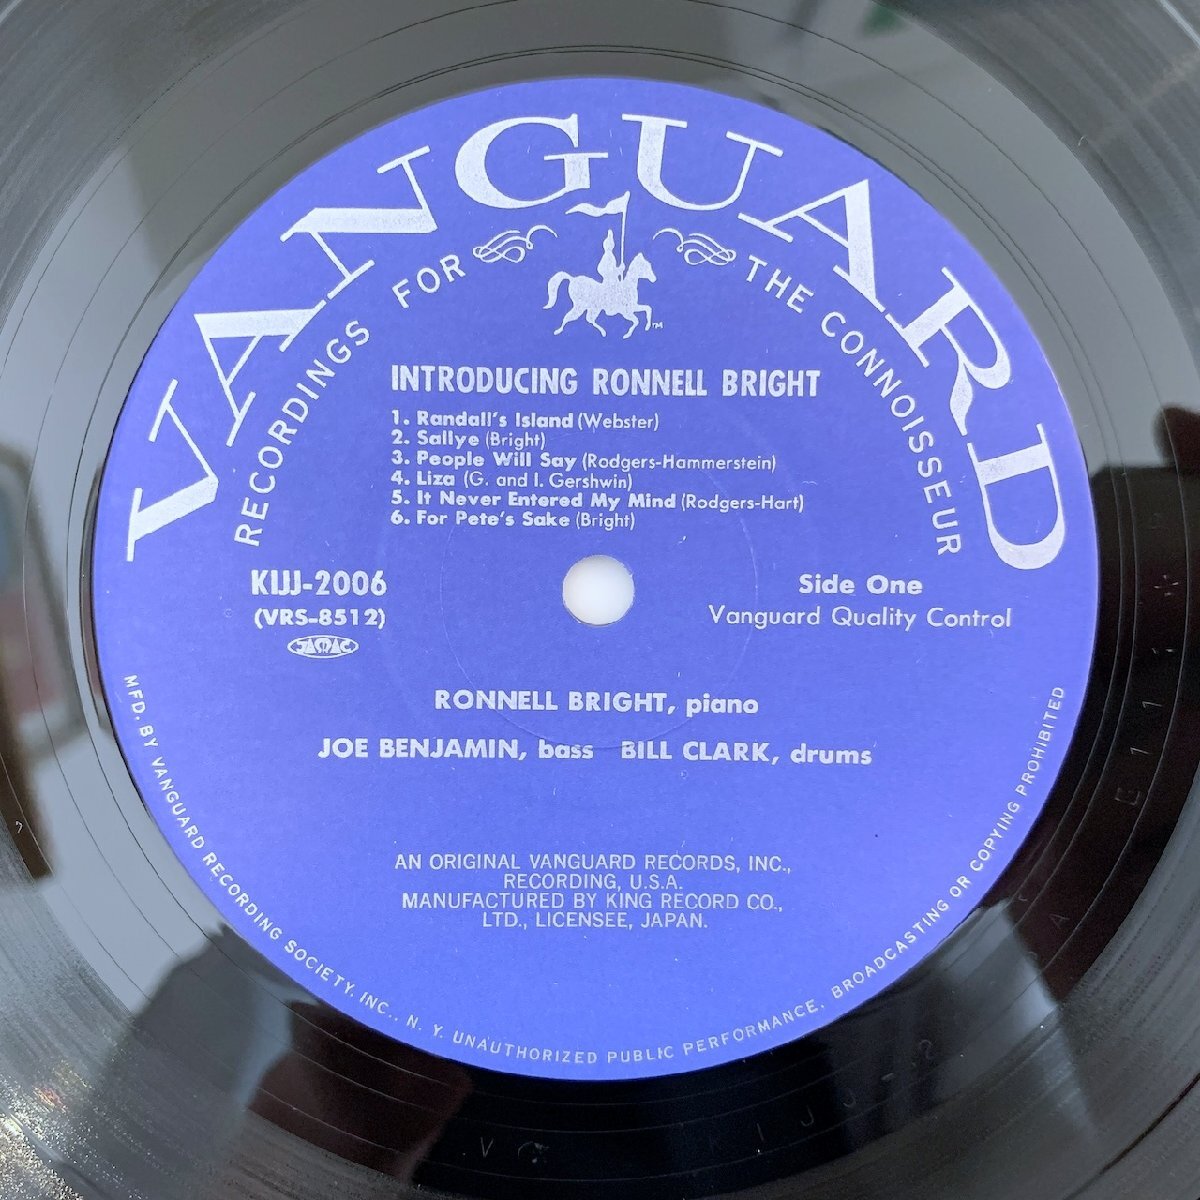 VANGUARD
RECORDINGS FOR THE CONNOISSEUR
TM
INTRODUCING RONNELL BRIGHT
1. Randall's Island (Webster)
2. Sallye (Bright)
3. People Will Say (Rodgers-Hammerstein)
4. Liza (G. and I. Gershwin)
5. It Never Entered My Mind (Rodgers-Hart)
6. For Pete's Sake (Bright)
KIJJ-2006
(VRS-8512)
JAMAC
Side One
Vanguard Quality Control
RONNELL BRIGHT, piano
JOE BENJAMIN, bass BILL CLARK, drums
AN ORIGINAL VANGUARD RECORDS, INC.,
RECORDING, U.S.A.
MANUFACTURED BY KING RECORD CO.,
LTD., LICENSEE, JAPAN.
MFD. BY VANGUARD RECORDING SOCIETY, INC., N. Y. UNAUTHORIZED PUBLIC PERFORMANCE, BROADCASTING OR COPYING PROHIBITED